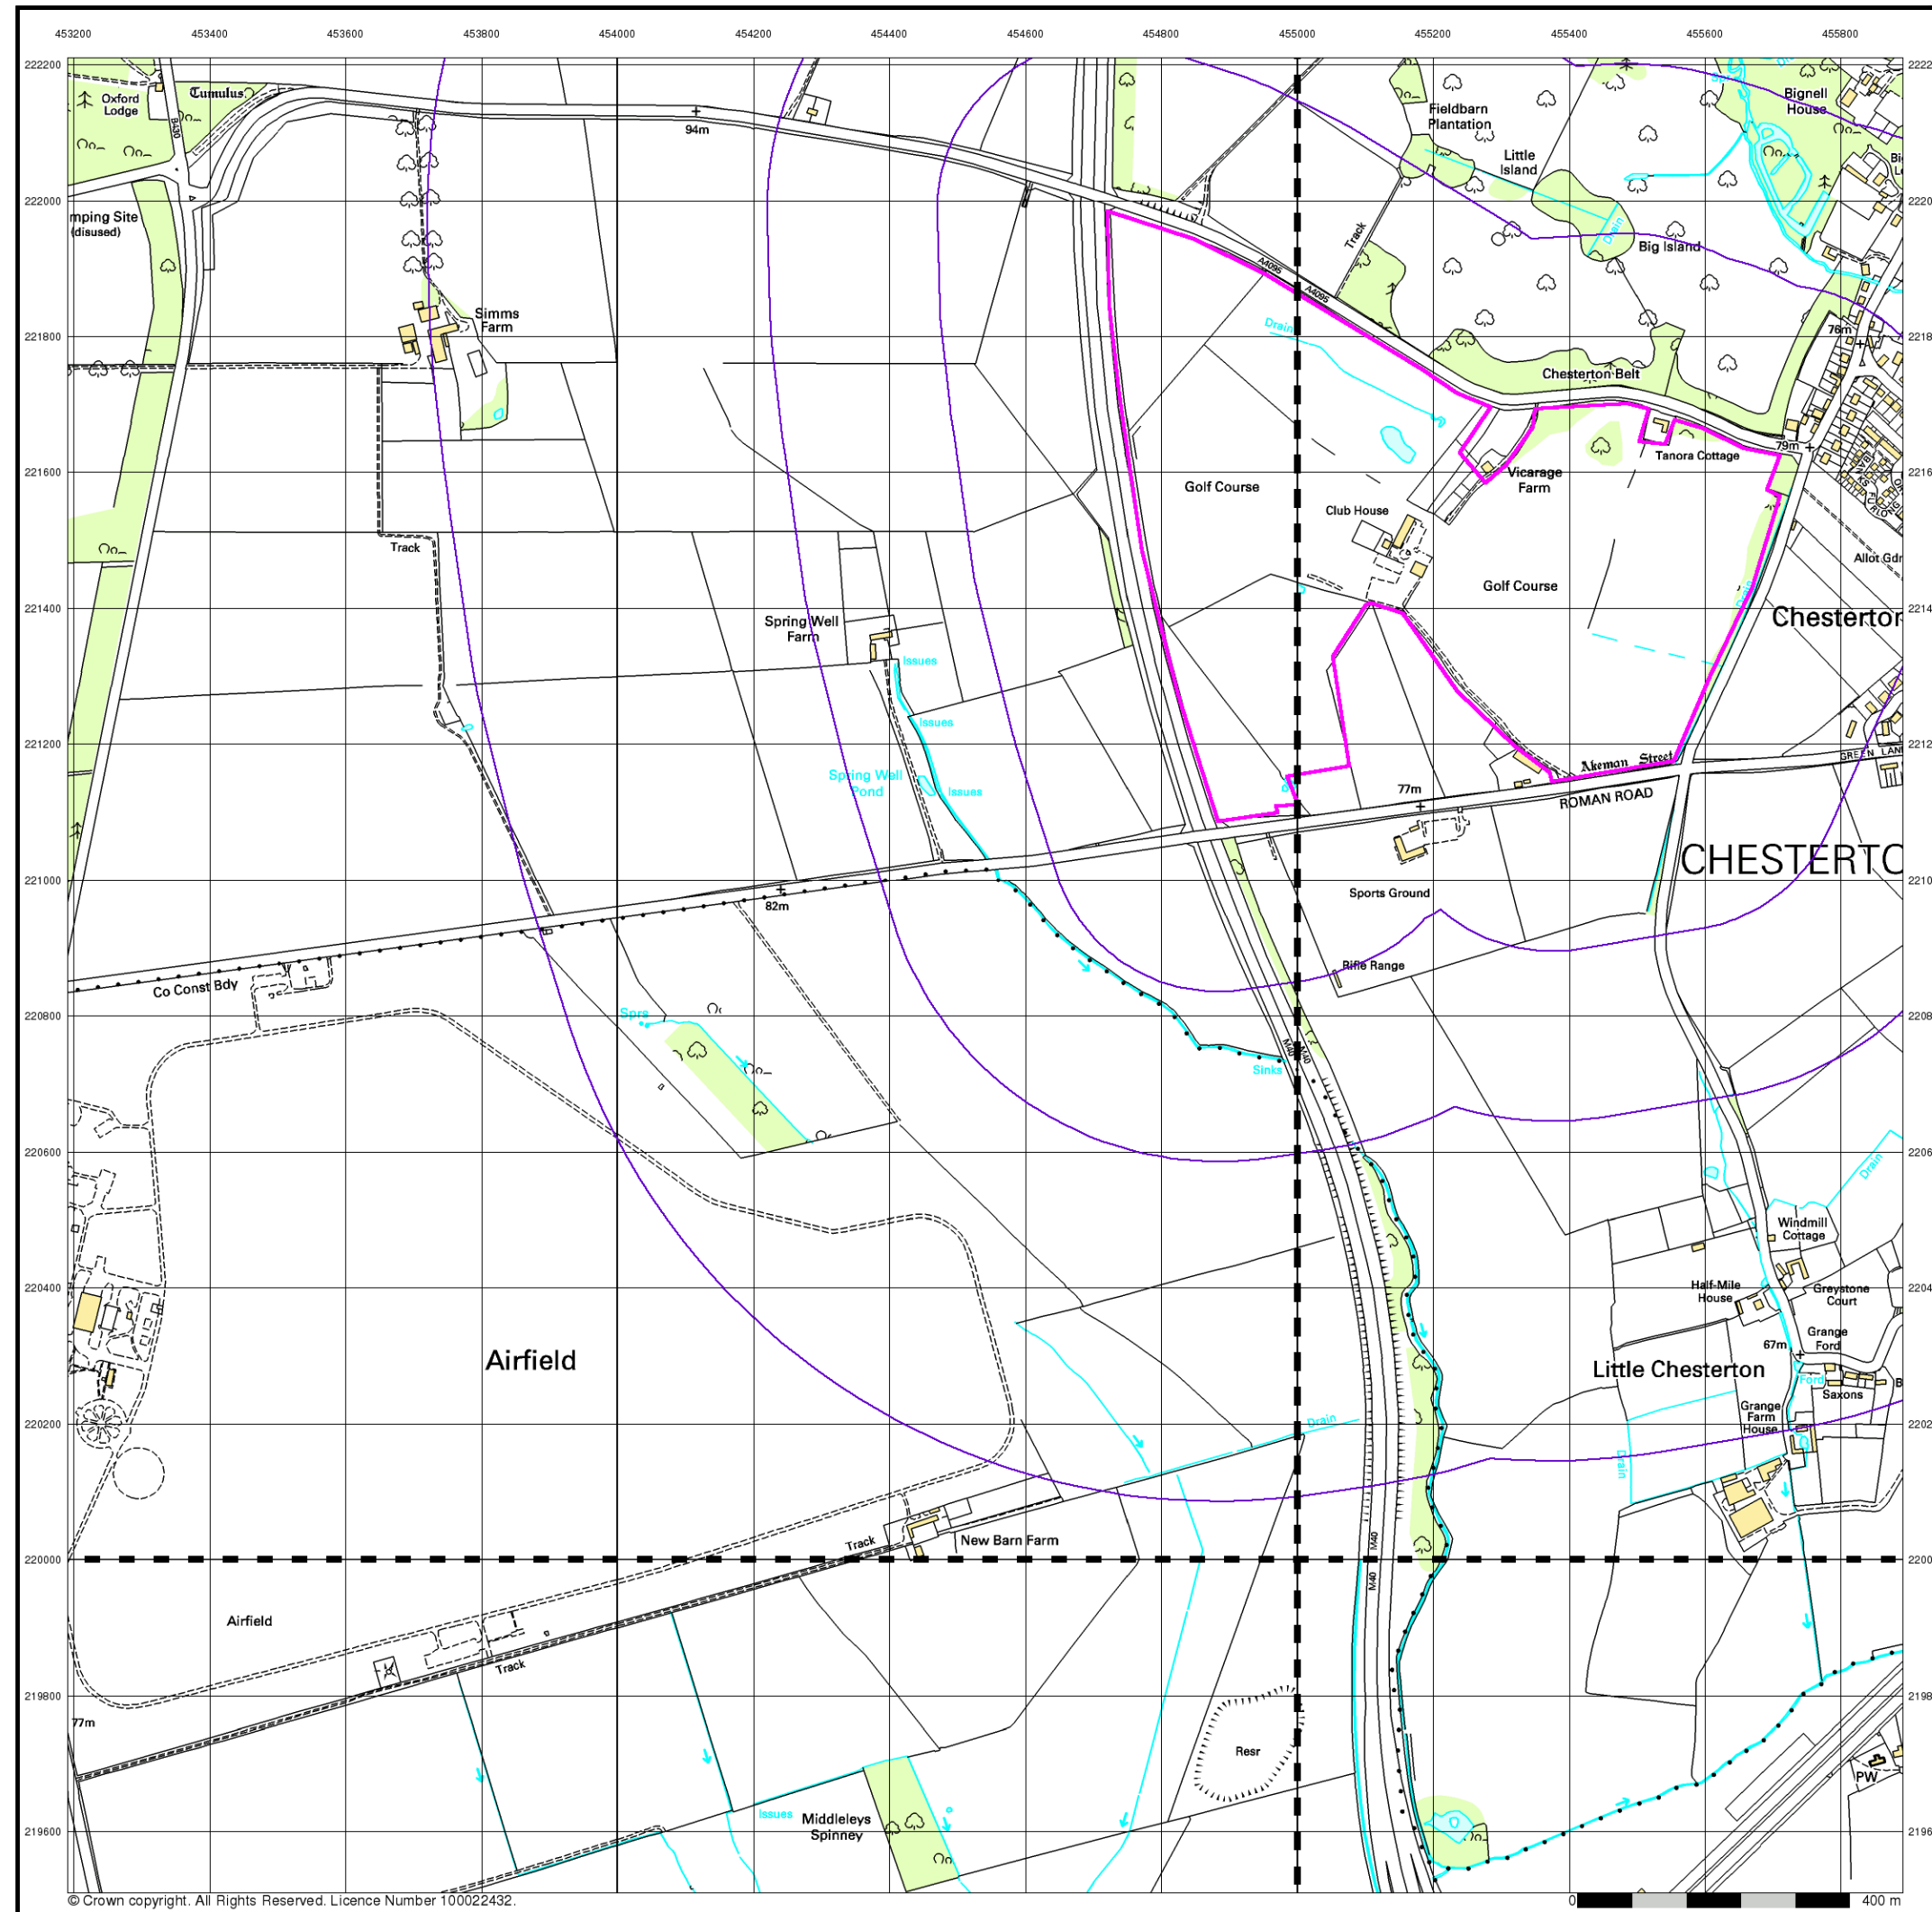 453200 453400 453600 453800 454000 454200 454400 454600 454800 455000 455200 455400 455600 455800
222200
222000
221800
221600
221400
221200
221000
220800
220600
220400
220200
220000
219800
219600
Oxford
Lodge
Tumulus
B430
94m
mping Site
(disused)
Simms
Farm
Track
Fieldbarn
Plantation
Little
Island
Drain
Big Island
Bignell
House
Track
A4095
A4095
Drain
Chesterton Belt
76m
79m
Tanora Cottage
Vicarage
Farm
Golf Course
Club House
Golf Course
Drain
Allot Gdn
Chesterton
Spring Well
Farm
Issues
Issues
Spring Well
Pond
Issues
Akeman Street
ROMAN ROAD
GREEN LAN
77m
CHESTERTO
Sports Ground
Rifle Range
82m
Co Const Bdy
Sprs
Sinks
M40
M40
Drain
Windmill
Cottage
Half-Mile
House
Greystone
Court
Grange
Ford
67m
Little Chesterton
Ford
Saxons
Grange
Farm
House
Drain
Airfield
Drain
New Barn Farm
Track
M40
M40
Airfield
Track
77m
Resr
Issues
Middleleys
Spinney
PW
© Crown copyright. All Rights Reserved. Licence Number 100022432.
0 400 m